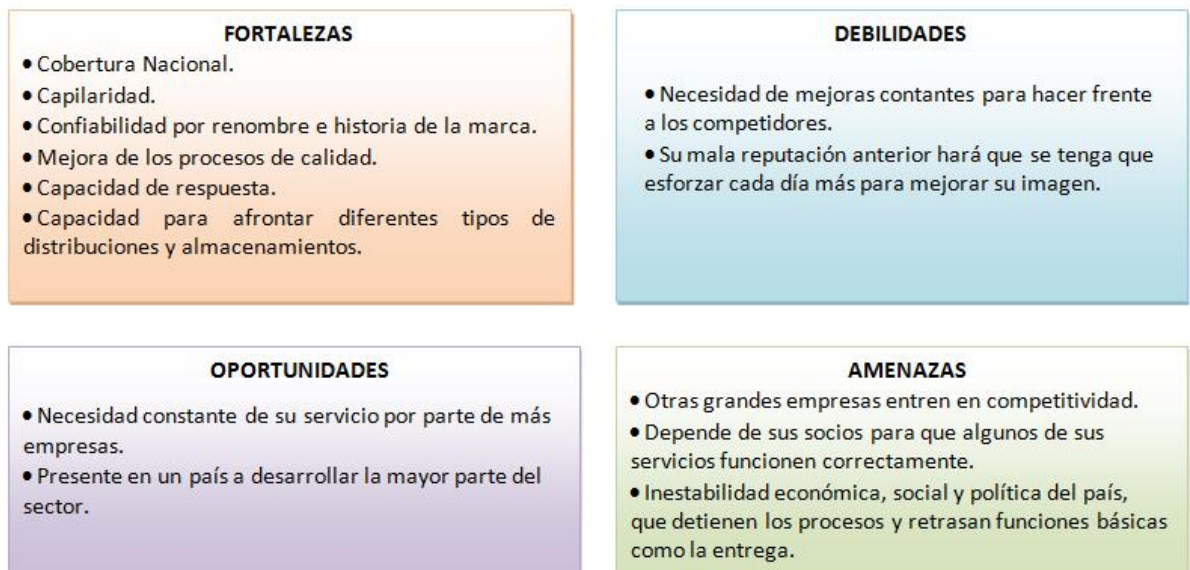 FORTALEZAS
• Cobertura Nacional.
• Capilaridad.
• Confiabilidad por renombre e historia de la marca.
• Mejora de los procesos de calidad.
• Capacidad de respuesta.
• Capacidad para afrontar diferentes tipos de
distribuciones y almacenamientos.
DEBILIDADES
• Necesidad de mejoras contantes para hacer frente
a los competidores.
• Su mala reputación anterior hará que se tenga que
esforzar cada día más para mejorar su imagen.
OPORTUNIDADES
• Necesidad constante de su servicio por parte de más
empresas.
• Presente en un país a desarrollar la mayor parte del
sector.
AMENAZAS
• Otras grandes empresas entren en competitividad.
• Depende de sus socios para que algunos de sus
servicios funcionen correctamente.
• Inestabilidad económica, social y política del país,
que detienen los procesos y retrasan funciones básicas
como la entrega.